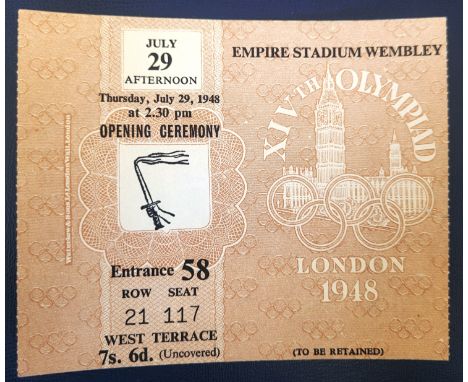 JULY
29
AFTERNOON
Thursday, July 29, 1948
at 2.30 pm
OPENING CEREMONY
Entrance 58
ROW SEAT
21 117
WEST TERRACE
7s. 6d. (Uncovered)
EMPIRE STADIUM WEMBLEY
XIVTH OLYMPIAD
LONDON
1948
(TO BE RETAINED)